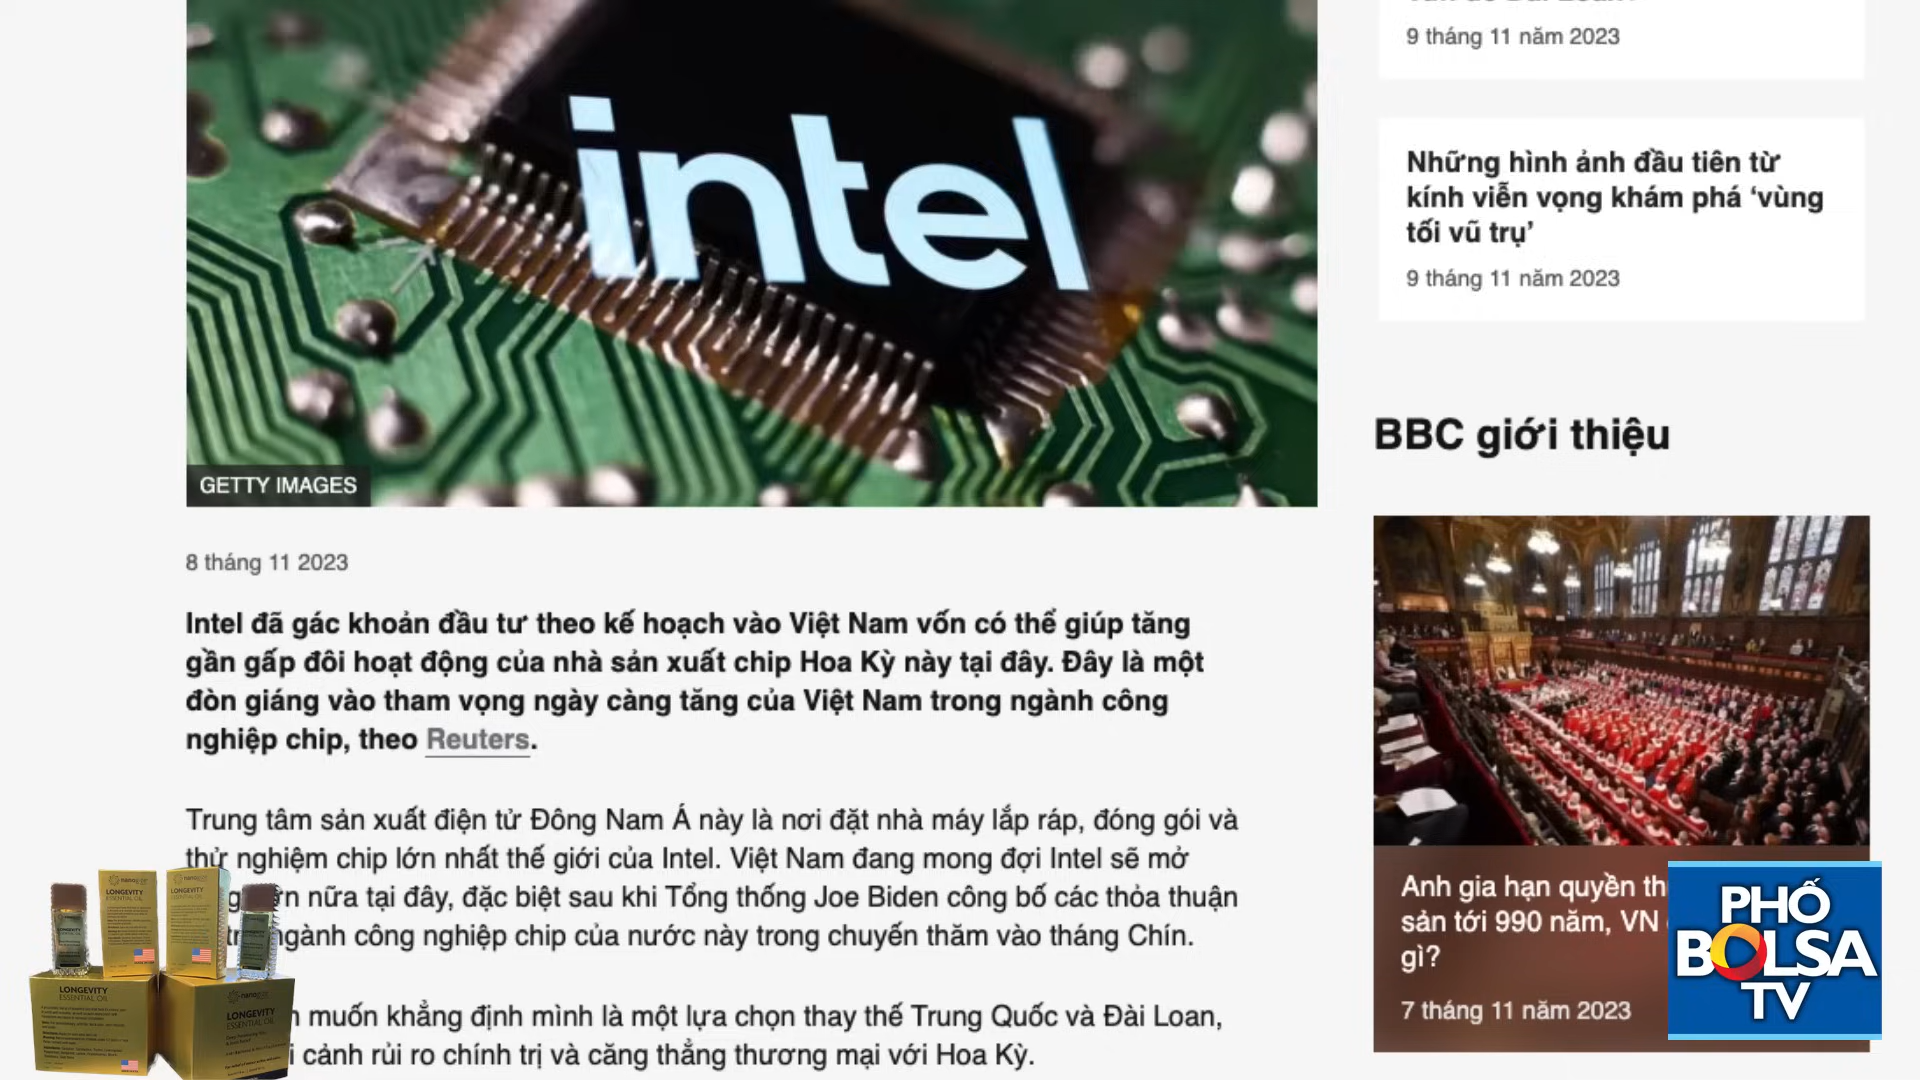 intel
GETTY IMAGES
8 tháng 11 2023
Intel đã gác khoản đầu tư theo kế hoạch vào Việt Nam vốn có thể giúp tăng
gần gấp đôi hoạt động của nhà sản xuất chip Hoa Kỳ này tại đây. Đây là một
đòn giáng vào tham vọng ngày càng tăng của Việt Nam trong ngành công
nghiệp chip, theo Reuters.
Trung tâm sản xuất điện tử Đông Nam Á này là nơi đặt nhà máy lắp ráp, đóng gói và
thử nghiệm chip lớn nhất thế giới của Intel. Việt Nam đang mong đợi Intel sẽ mở
nữa tại đây, đặc biệt sau khi Tổng thống Joe Biden công bố các thỏa thuận
ngành công nghiệp chip của nước này trong chuyến thăm vào tháng Chín.
muốn khẳng định mình là một lựa chọn thay thế Trung Quốc và Đài Loan,
cảnh rủi ro chính trị và căng thẳng thương mại với Hoa Kỳ.
9 tháng 11 năm 2023
Những hình ảnh đầu tiên từ
kính viễn vọng khám phá ‘vùng
tối vũ trụ’
9 tháng 11 năm 2023
BBC giới thiệu
Anh gia hạn quyền
sản tới 990 năm, VN
gì?
7 tháng 11 năm 2023
PHỐ
BOLSA
TV
LONGEVITY
ESSENTIAL OIL
LONGEVITY
ESSENTIAL OIL
LONGEVITY
ESSENTIAL OIL
LONGEVITY
ESSENTIAL OIL